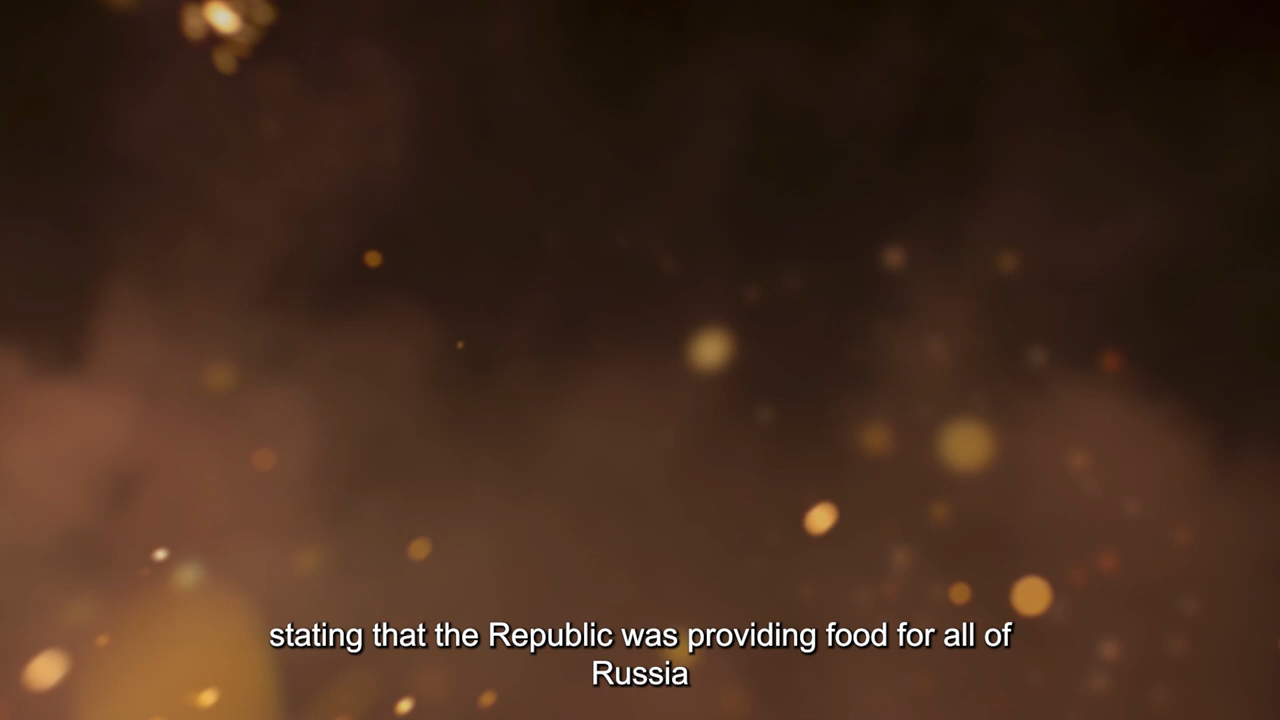 stating that the Republic was providing food for all of
Russia